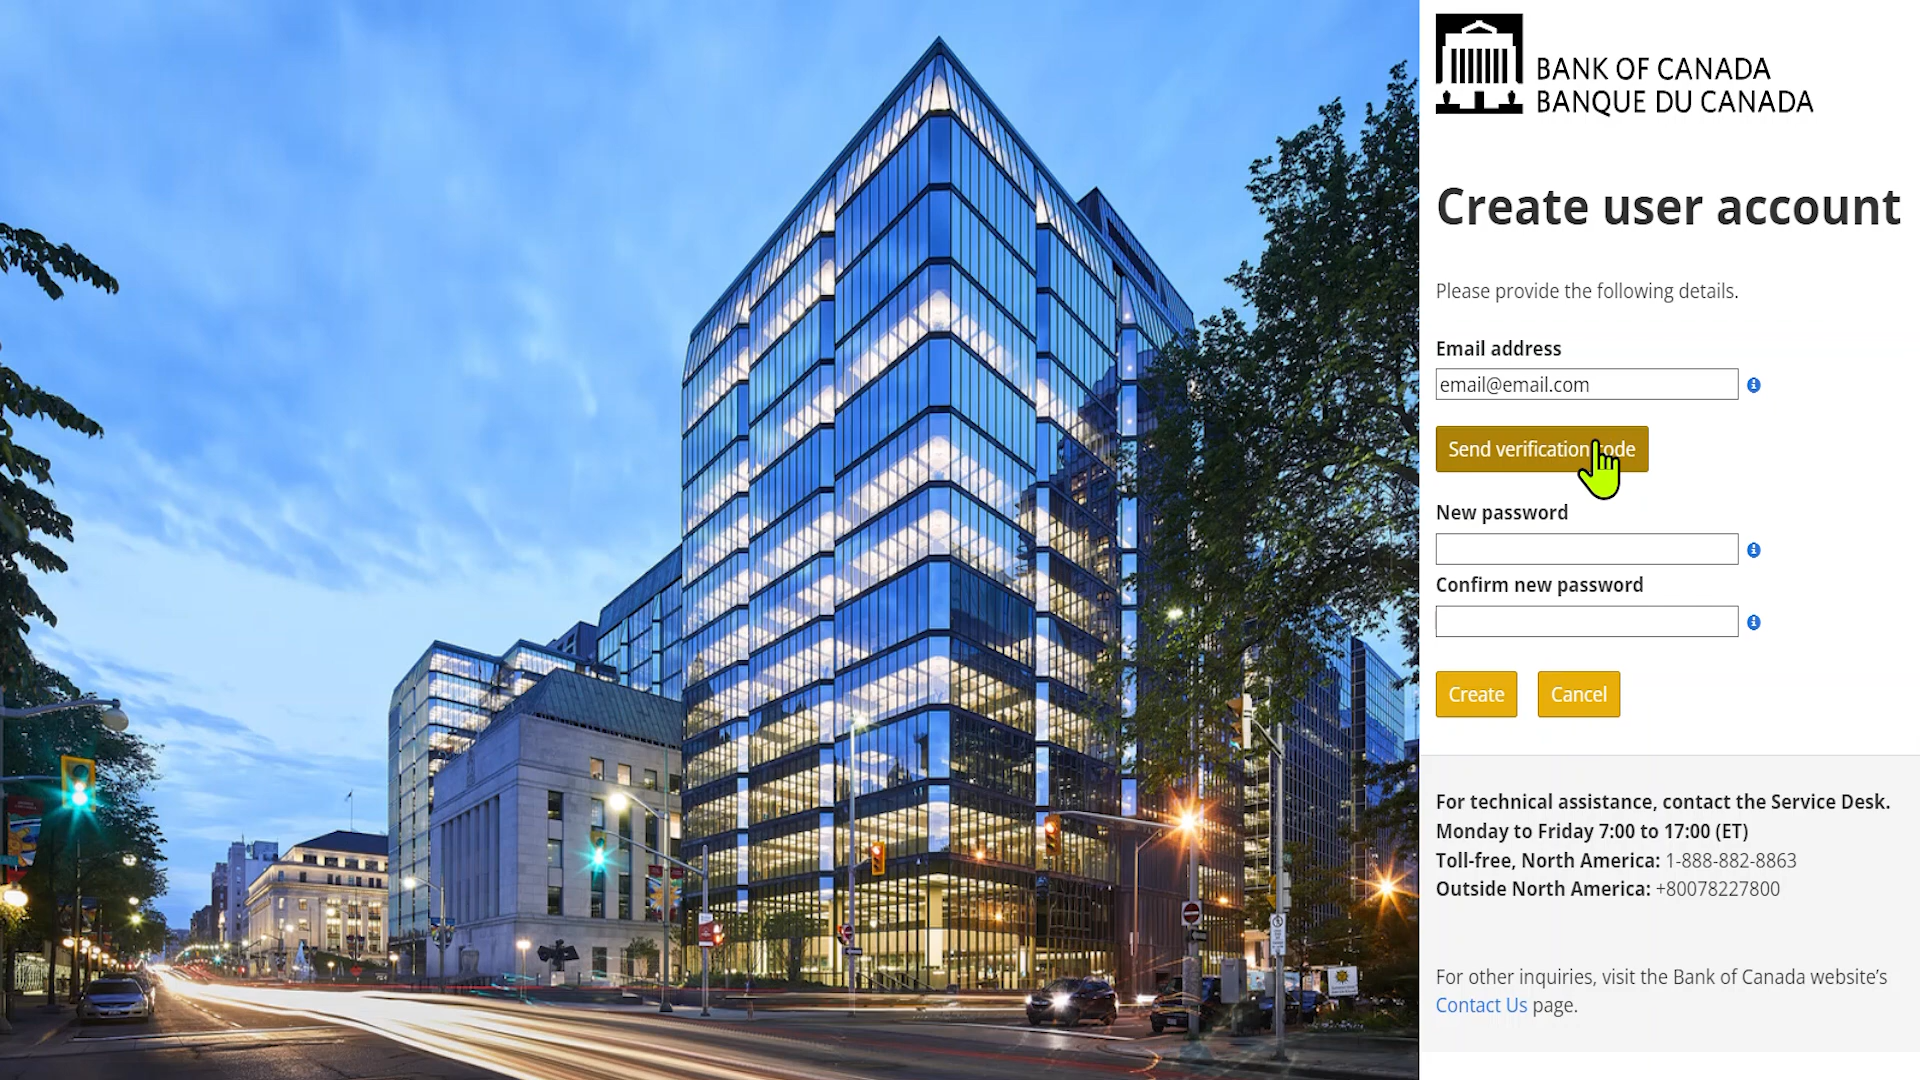 BANK OF CANADA
BANQUE DU CANADA
Create user account
Please provide the following details.
Email address
email@email.com
Send verification code
New password
Confirm new password
Create
Cancel
For technical assistance, contact the Service Desk.
Monday to Friday 7:00 to 17:00 (ET)
Toll-free, North America: 1-888-882-8863
Outside North America: +80078227800
For other inquiries, visit the Bank of Canada website’s
Contact Us page.